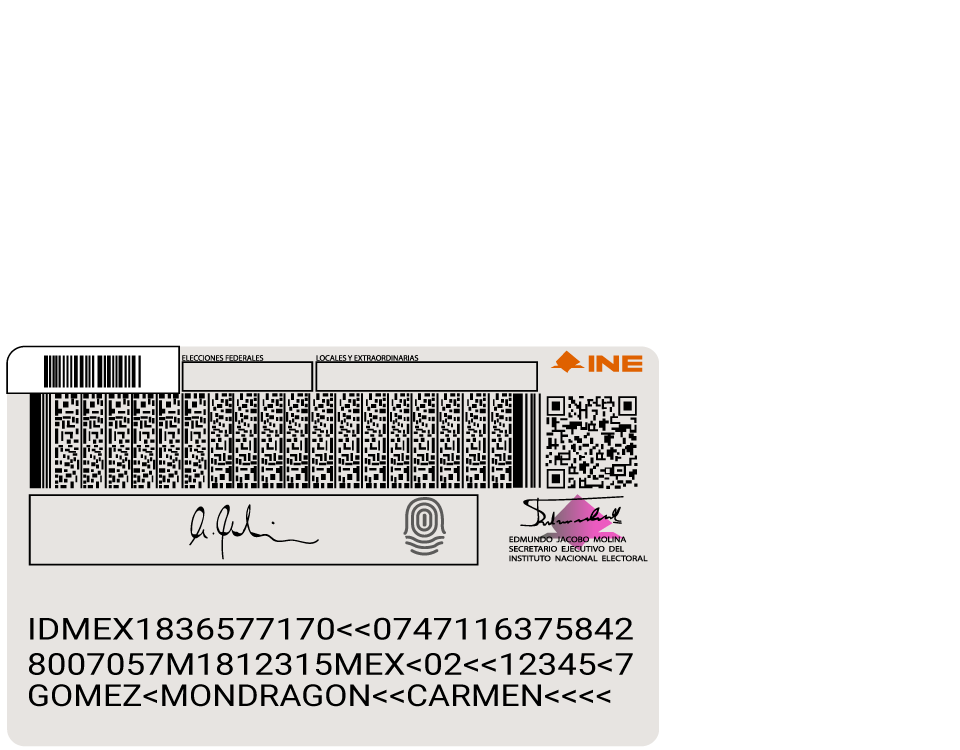 ELECCIONES FEDERALES
LOCALES Y EXTRAORDINARIAS
INE
EDMUNDO JACOBO MOLINA
SECRETARIO EJECUTIVO DEL
INSTITUTO NACIONAL ELECTORAL
IDMEX1836577170<<0747116375842
8007057M1812315MEX<02<<12345<7
GOMEZ<MONDRAGON<<CARMEN<<<<